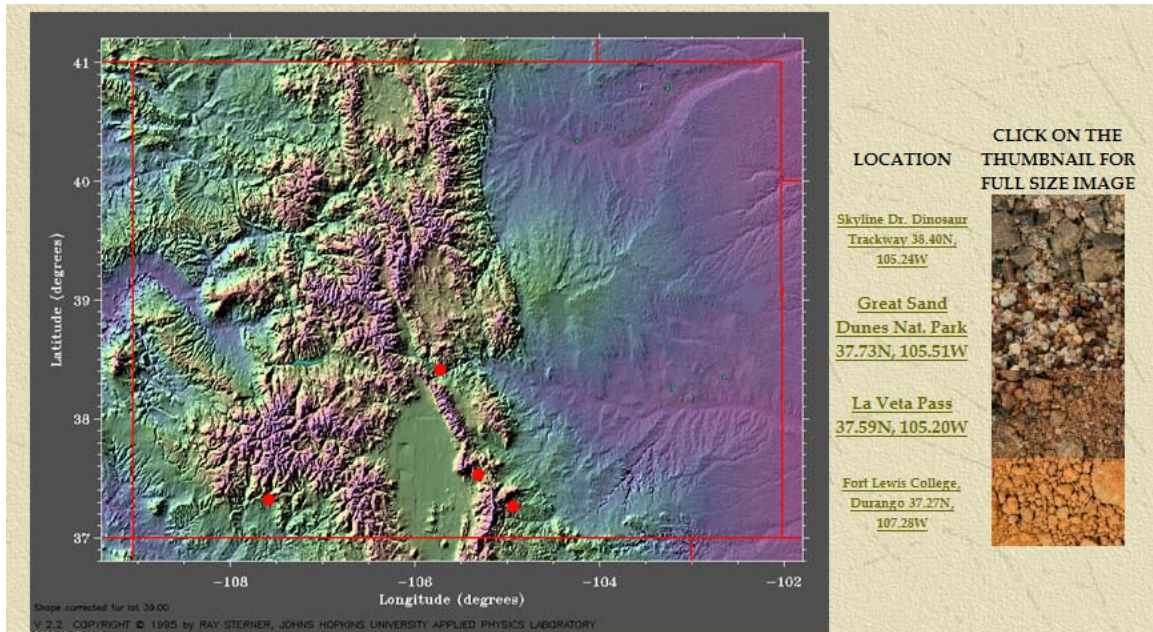 41
40
39
38
37
Latitude (degrees)
-108
-106
-104
-102
Longitude (degrees)
Shape corrected for lat 39.00
V 2.2 COPYRIGHT © 1995 by RAY STERNER, JOHNS HOPKINS UNIVERSITY APPLIED PHYSICS LABORATORY
LOCATION
CLICK ON THE
THUMBNAIL FOR
FULL SIZE IMAGE
Skyline Dr. Dinosaur
Trackway 38.40N,
105.24W
Great Sand
Dunes Nat. Park
37.73N, 105.51W
La Veta Pass
37.59N, 105.20W
Fort Lewis College,
Durango 37.27N,
107.28W